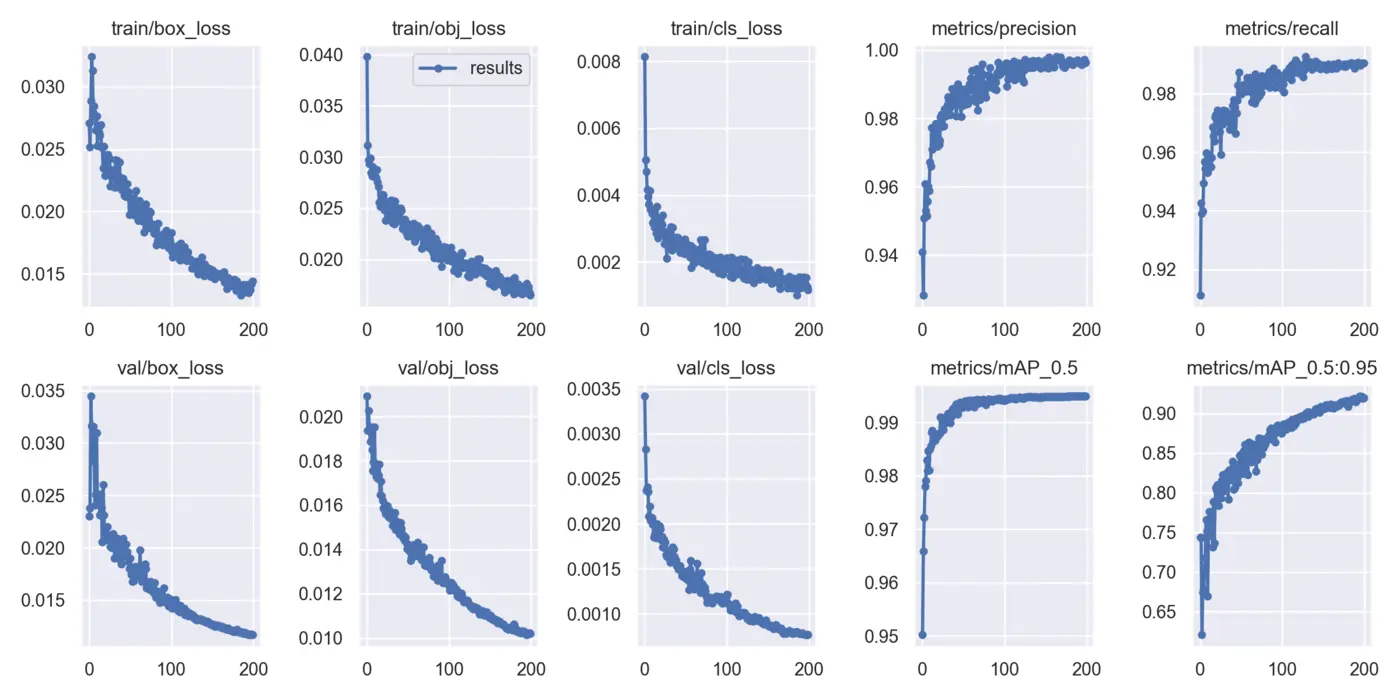 train/box_loss
train/obj_loss
train/cls_loss
metrics/precision
metrics/recall
0.030
0.025
0.020
0.015
0 100 200
0.040
0.035
0.030
0.025
0.020
0 100 200
results
0.008
0.006
0.004
0.002
0 100 200
1.00
0.98
0.96
0.94
0 100 200
0.98
0.96
0.94
0.92
0 100 200
val/box_loss
val/obj_loss
val/cls_loss
metrics/mAP_0.5
metrics/mAP_0.5:0.95
0.035
0.030
0.025
0.020
0.015
0 100 200
0.020
0.018
0.016
0.014
0.012
0.010
0 100 200
0.0035
0.0030
0.0025
0.0020
0.0015
0.0010
0 100 200
0.99
0.98
0.97
0.96
0.95
0 100 200
0.90
0.85
0.80
0.75
0.70
0.65
0 100 200